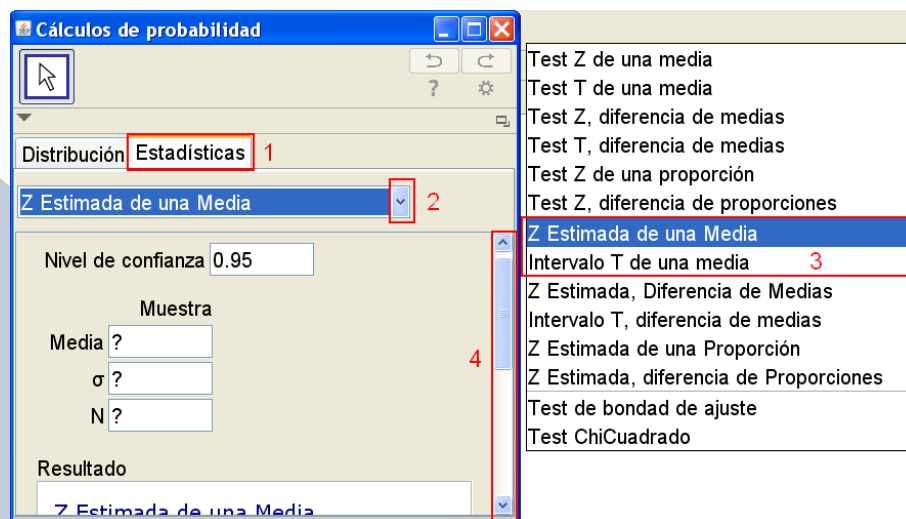 Cálculos de probabilidad
?
Distribución Estadísticas 1
Z Estimada de una Media 2
Nivel de confianza 0.95
Muestra
Media ?
σ ?
N ?
4
Resultado
Z Estimada de una Media
Test Z de una media
Test T de una media
Test Z, diferencia de medias
Test T, diferencia de medias
Test Z de una proporción
Test Z, diferencia de proporciones
Z Estimada de una Media
Intervalo T de una media 3
Z Estimada, Diferencia de Medias
Intervalo T, diferencia de medias
Z Estimada de una Proporción
Z Estimada, diferencia de Proporciones
Test de bondad de ajuste
Test ChiCuadrado